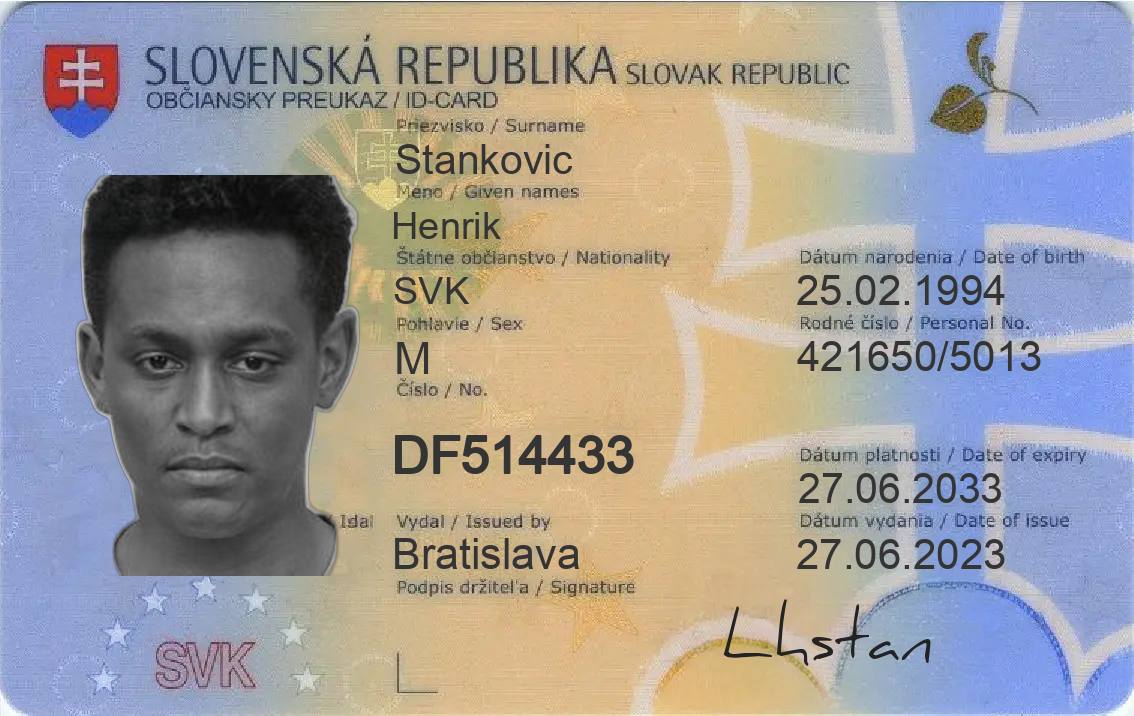 SLOVENSKÁ REPUBLIKA SLOVAK REPUBLIC
OBČIANSKY PREUKAZ / ID-CARD
Priezvisko / Surname
Stankovic
Meno / Given names
Henrik
Štátne občianstvo / Nationality
SVK
Dátum narodenia / Date of birth
25.02.1994
Pohlavie / Sex
M
Rodné číslo / Personal No.
421650/5013
Číslo / No.
DF514433
Dátum platnosti / Date of expiry
27.06.2033
Vydal / Issued by
Bratislava
Dátum vydania / Date of issue
27.06.2023
Podpis držiteľa / Signature
SVK